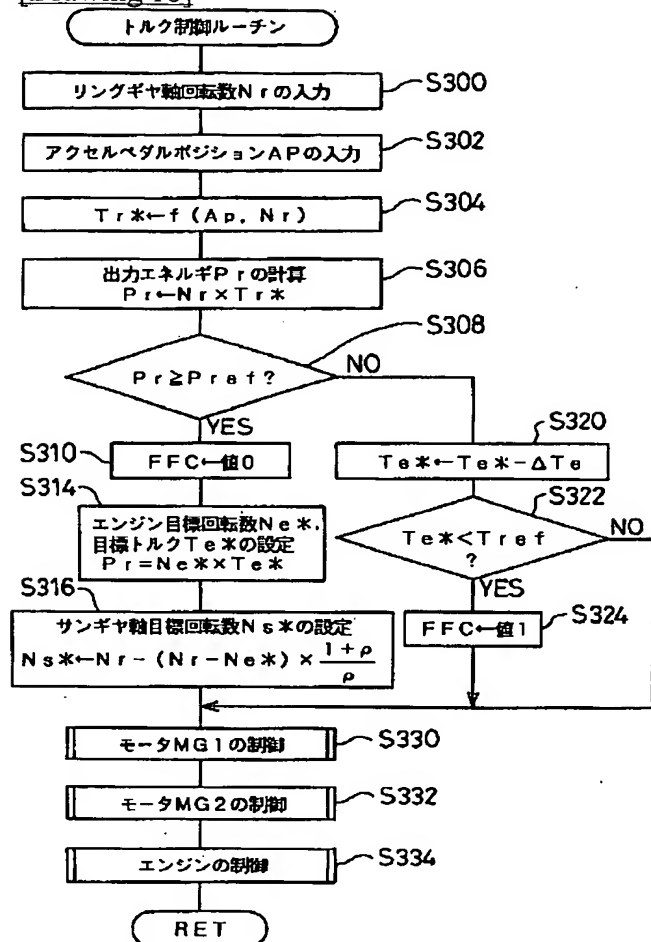 トルク制御ルーチン
リングギヤ軸回転数Nrの入力
S300
アクセルペダルポジションAPの入力
S302
Tr*←f(Ap, Nr)
S304
出力エネルギPrの計算
Pr←Nr×Tr*
S306
S308
Pr≧Pref?
NO
YES
S310
FFC←値0
S320
Te*←Te*-ΔTe
S314
エンジン目標回転数Ne*,
目標トルクTe*の設定
Pr=Ne*×Te*
S322
Te*<Tref
?
NO
YES
S316
サンギヤ軸目標回転数Ns*の設定
Ns*←Nr-(Nr-Ne*)×(1+ρ)/ρ
S324
FFC←値1
モータMG1の制御
S330
モータMG2の制御
S332
エンジンの制御
S334
RET